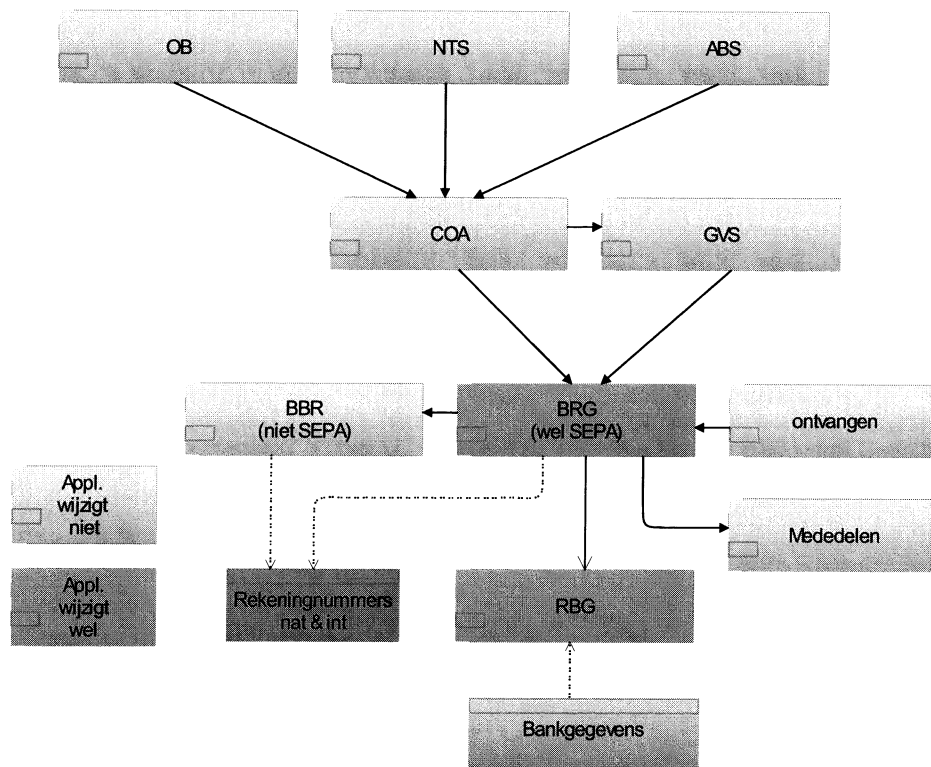 OB
NTS
ABS
COA
GVS
BBR
(niet SEPA)
BRG
(wel SEPA)
ontvangen
Appl.
wijzigt
niet
Mededelen
Appl.
wijzigt
wel
Rekeningnummers
nat & int
RBG
Bankgegevens